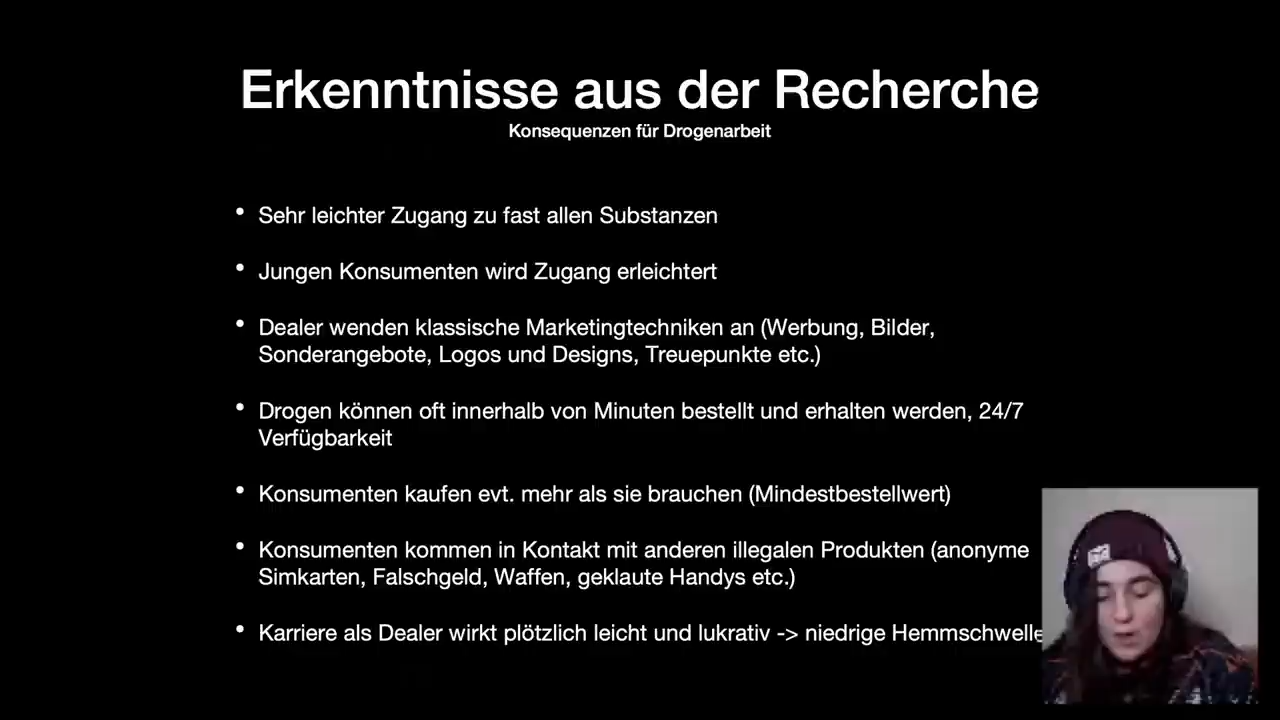 Erkenntnisse aus der Recherche
Konsequenzen für Drogenarbeit
• Sehr leichter Zugang zu fast allen Substanzen
• Jungen Konsumenten wird Zugang erleichtert
• Dealer wenden klassische Marketingtechniken an (Werbung, Bilder,
Sonderangebote, Logos und Designs, Treuepunkte etc.)
• Drogen können oft innerhalb von Minuten bestellt und erhalten werden, 24/7
Verfügbarkeit
• Konsumenten kaufen evt. mehr als sie brauchen (Mindestbestellwert)
• Konsumenten kommen in Kontakt mit anderen illegalen Produkten (anonyme
Simkarten, Falschgeld, Waffen, geklaute Handys etc.)
• Karriere als Dealer wirkt plötzlich leicht und lukrativ -> niedrige Hemmschwelle